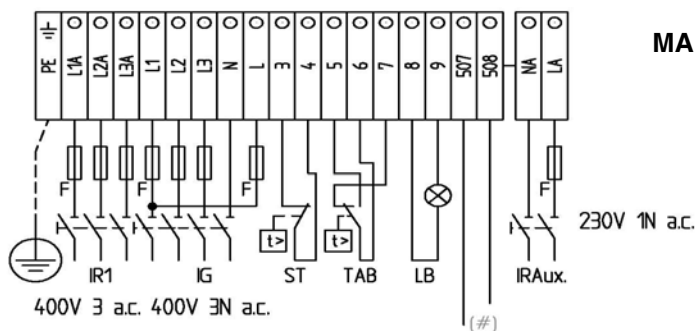 MA
PE L1A L2A L3A L1 L2 L3 N L 3 4 5 6 7 8 9 507 508 NA LA
F F F
t> t>
230V 1N a.c.
IR1 IG ST TAB LB IRAux.
400V 3 a.c. 400V 3N a.c.
(#)